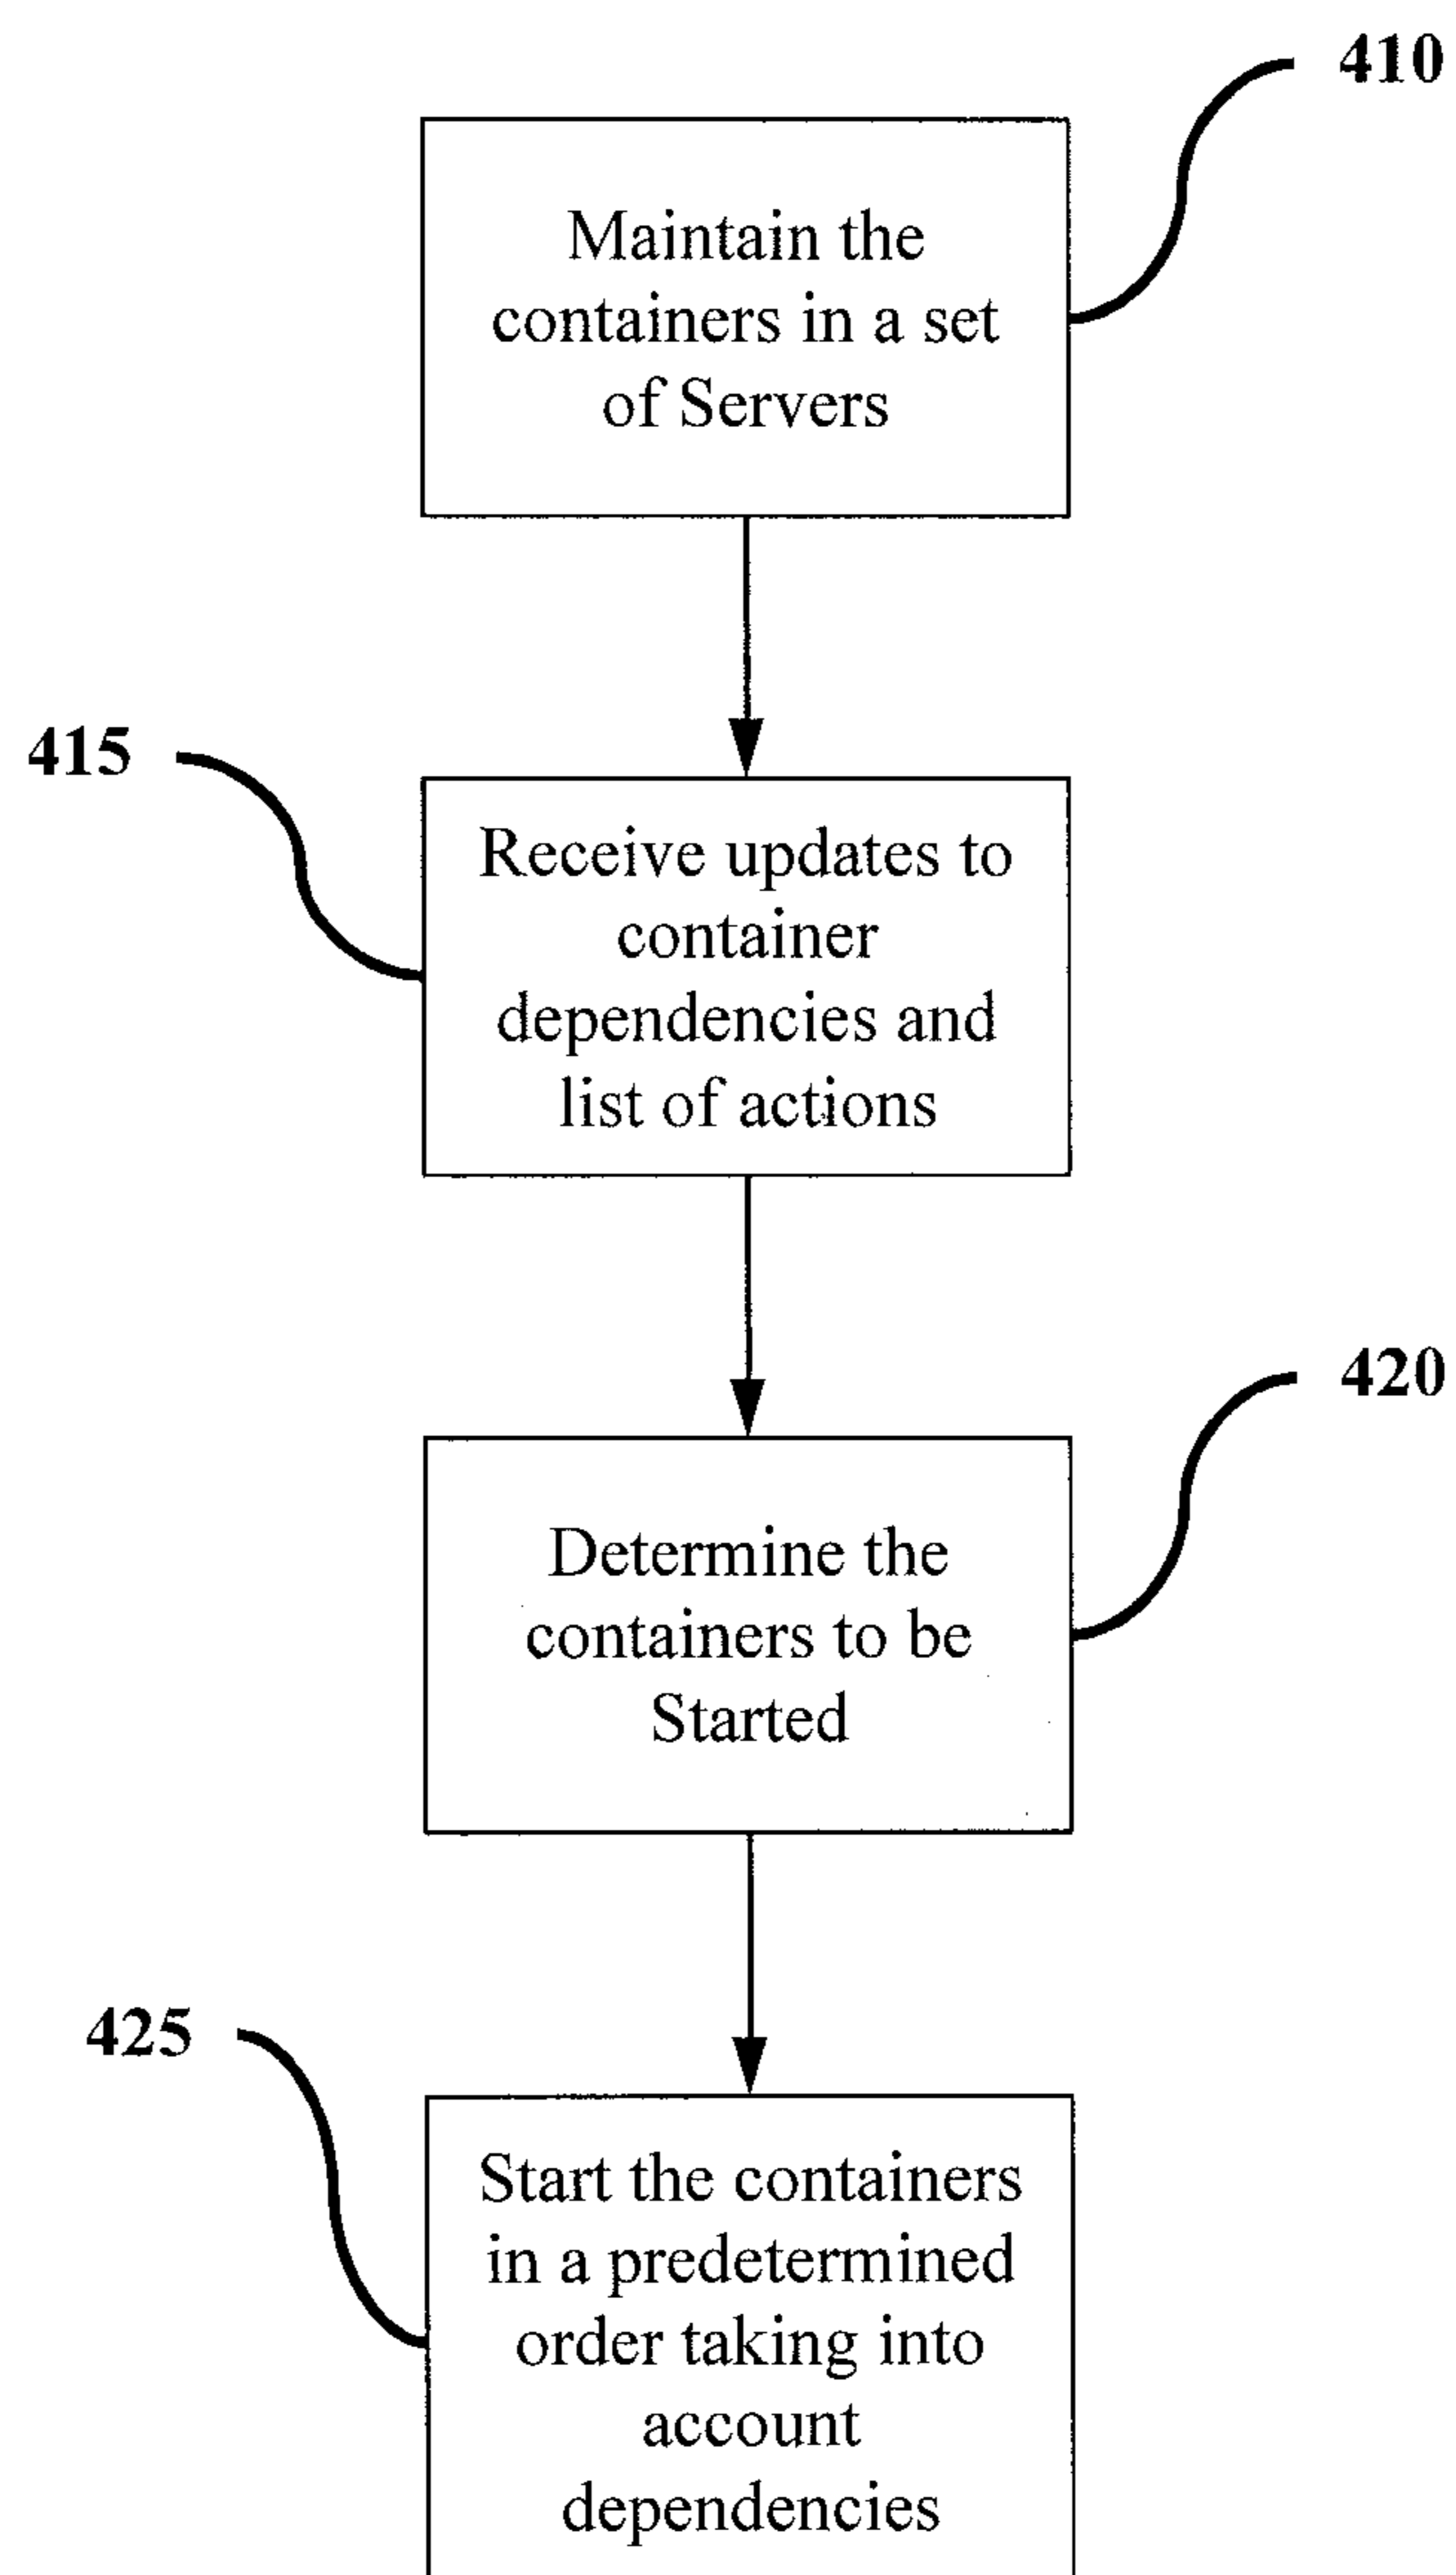 410
Maintain the
containers in a set
of Servers
415
Receive updates to
container
dependencies and
list of actions
420
Determine the
containers to be
Started
425
Start the containers
in a predetermined
order taking into
account
dependencies